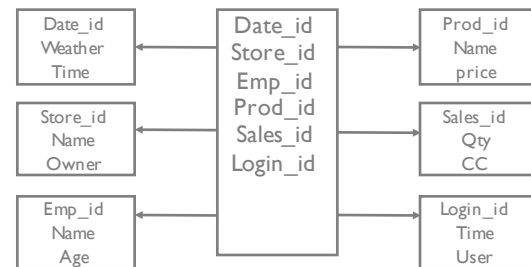 Date_id
Weather
Time
Store_id
Name
Owner
Emp_id
Name
Age
Date_id
Store_id
Emp_id
Prod_id
Sales_id
Login_id
Prod_id
Name
price
Sales_id
Qty
CC
Login_id
Time
User